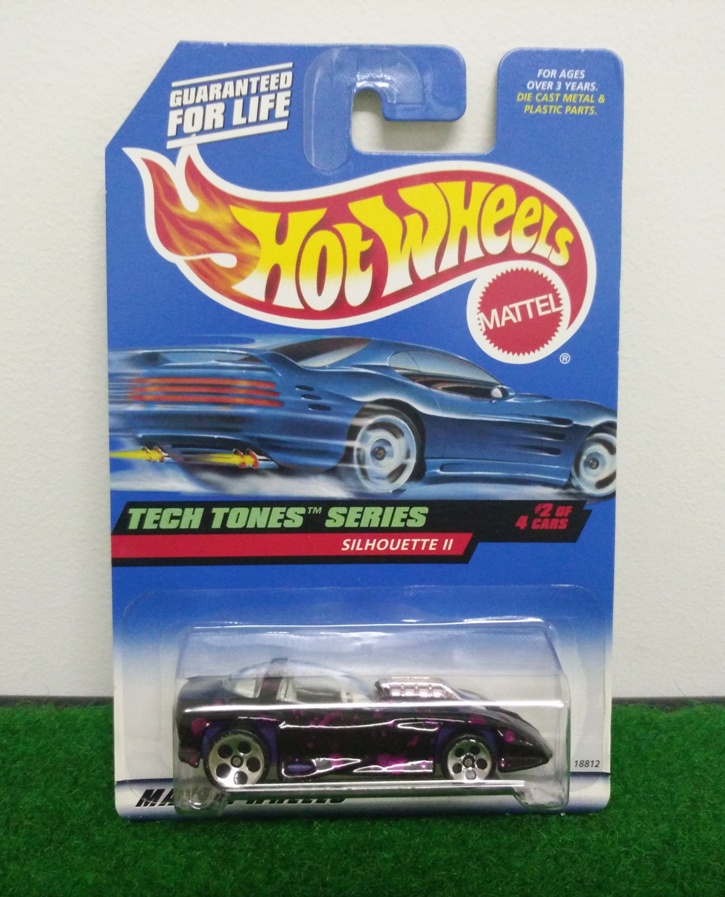 GUARANTEED
FOR LIFE
FOR AGES
OVER 3 YEARS.
DIE CAST METAL &
PLASTIC PARTS.
HOT WHEELS
MATTEL
®
TECH TONES™ SERIES
#2 OF
4 CARS
SILHOUETTE II
18812